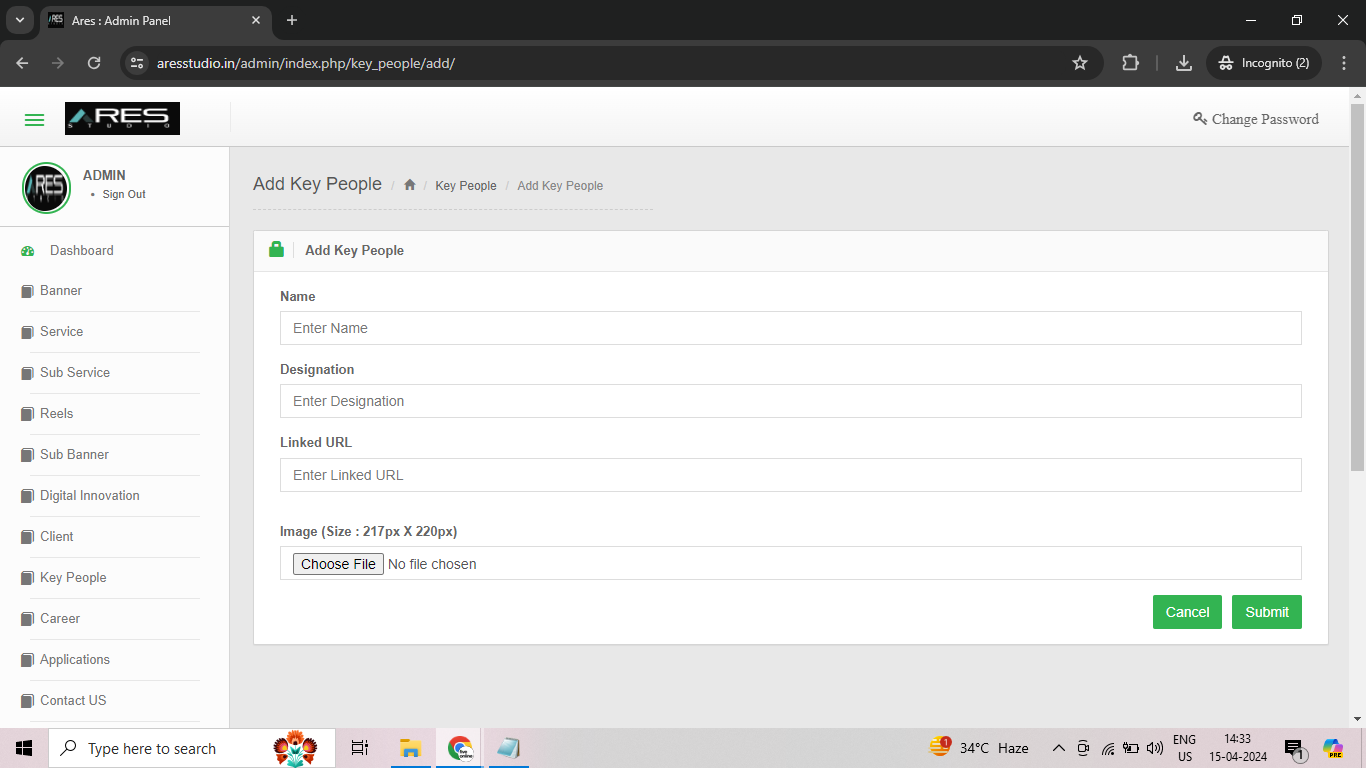 Ares : Admin Panel
aresstudio.in/admin/index.php/key_people/add/
Incognito (2)
ARES
STUDIO
Change Password
ARES
ADMIN
Sign Out
Add Key People / / Key People / Add Key People
Dashboard
Banner
Service
Sub Service
Reels
Sub Banner
Digital Innovation
Client
Key People
Career
Applications
Contact US
Add Key People
Name
Enter Name
Designation
Enter Designation
Linked URL
Enter Linked URL
Image (Size : 217px X 220px)
Choose File No file chosen
Cancel Submit
Type here to search
1
34°C Haze
ENG
US
14:33
15-04-2024
1
PRE